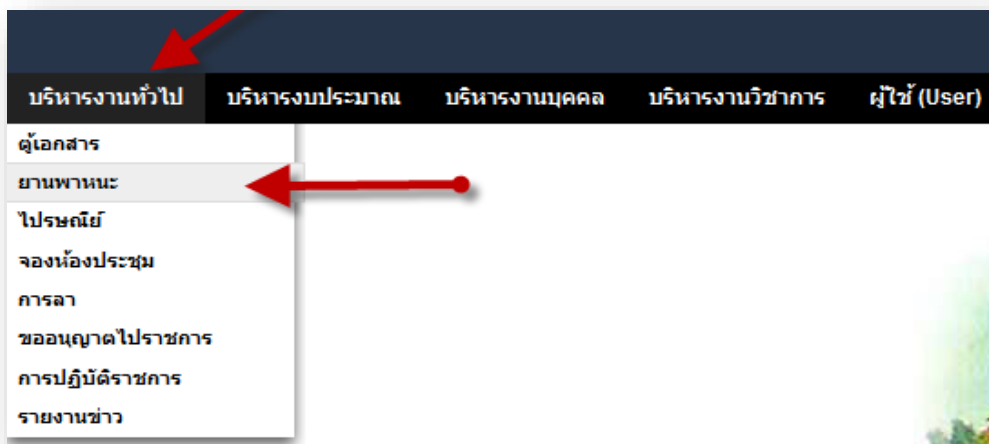 บริหารงานทั่วไป บริหารงบประมาณ บริหารงานบุคคล บริหารงานวิชาการ ผู้ใช้ (User)
ตู้เอกสาร
ยานพาหนะ
ไปรษณีย์
จองห้องประชุม
การลา
ขออนุญาตไปราชการ
การปฏิบัติราชการ
รายงานข่าว